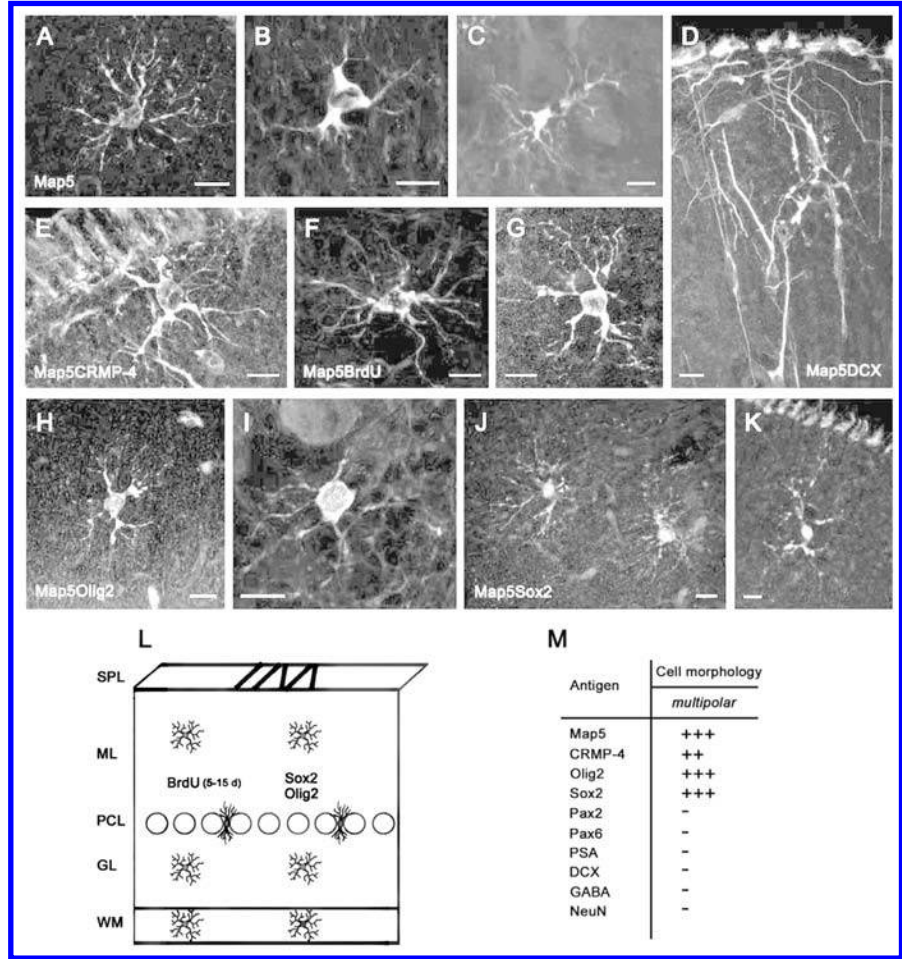 A
B
C
D
Map5
E
F
G
Map5CRMP-4
Map5BrdU
Map5DCX
H
I
J
K
Map5Olig2
Map5Sox2
L
M
SPL
ML
BrdU (5-15 d)
Sox2
Olig2
PCL
GL
WM
Antigen
Cell morphology
multipolar
Map5 +++
CRMP-4 ++
Olig2 +++
Sox2 +++
Pax2 -
Pax6 -
PSA -
DCX -
GABA -
NeuN -